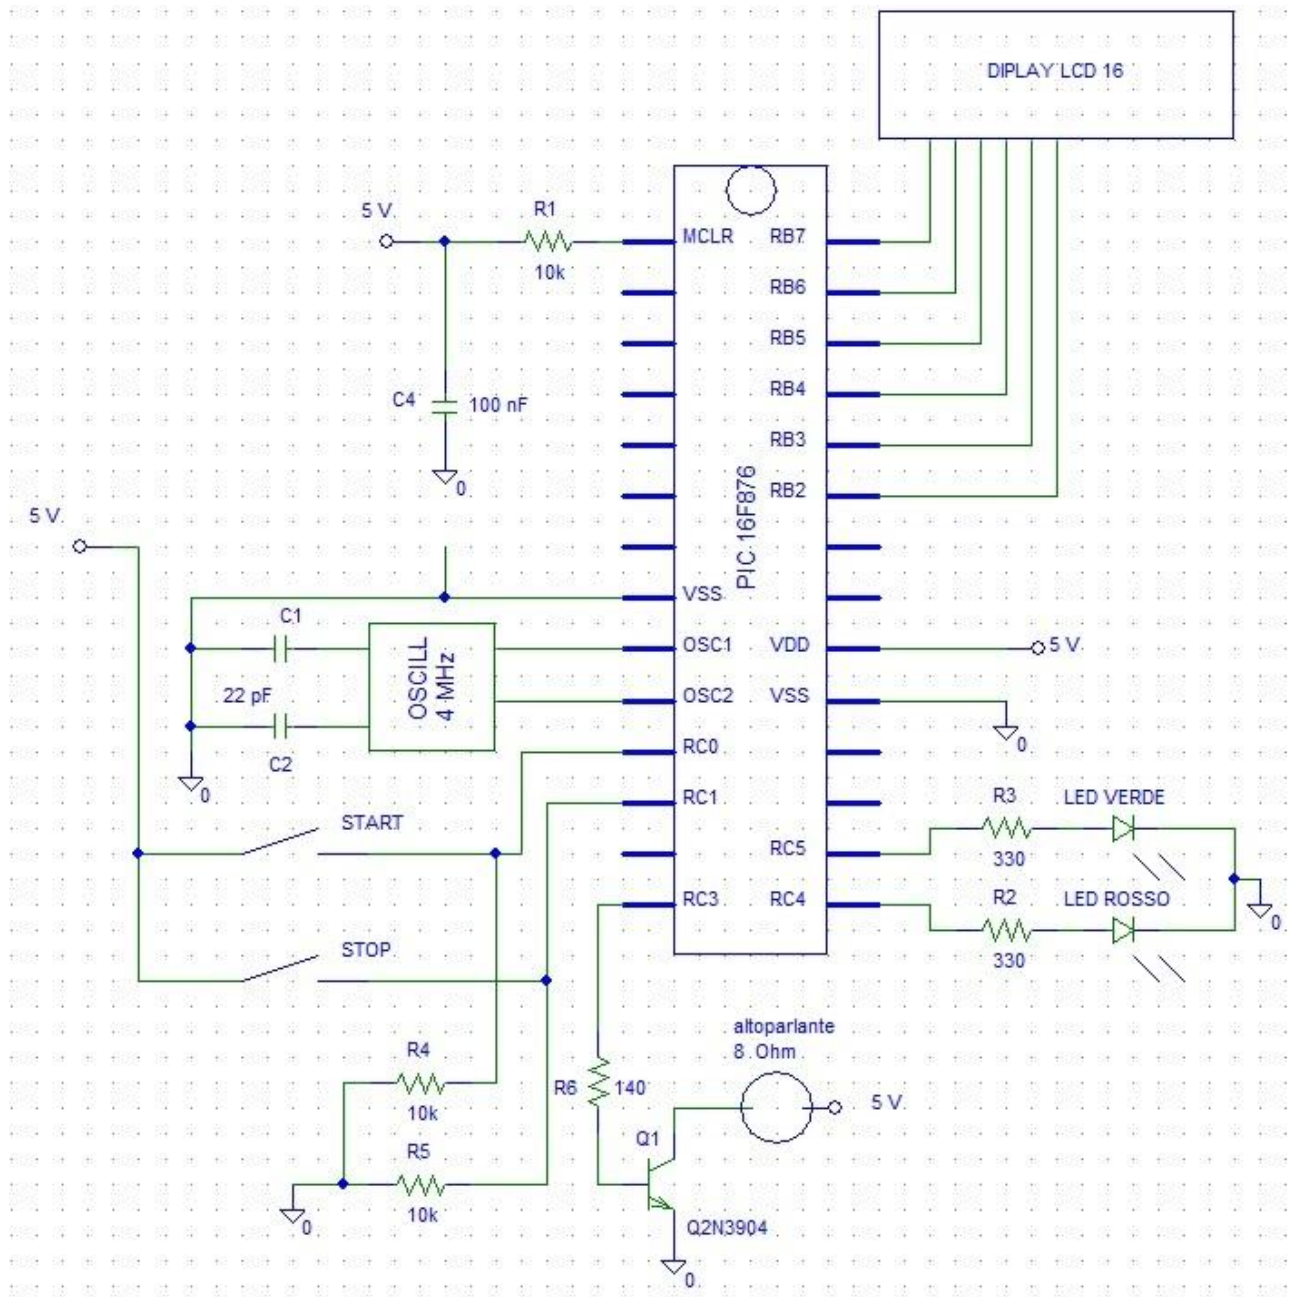 DIPLAY LCD 16
5 V
R1
10k
MCLR
RB7
RB6
RB5
RB4
C4
100 nF
0
RB3
RB2
PIC 16F876
5 V
VSS
C1
22 pF
C2
0
OSCILL
4 MHz
OSC1
VDD
5 V
OSC2
VSS
0
RC0
RC1
START
STOP
R3
330
LED VERDE
RC5
RC3
RC4
R2
330
LED ROSSO
0
R4
10k
R5
10k
0
R6
140
altoparlante
8 Ohm
5 V
Q1
Q2N3904
0